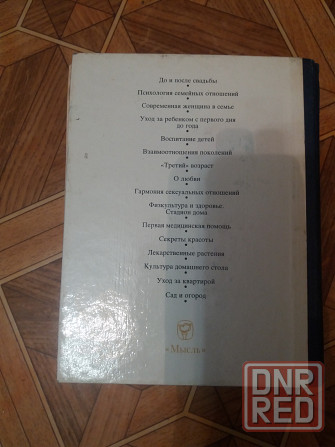 До и после свадьбы
Психология семейных отношений
Современная женщина в семье
Уход за ребенком с первого дня
до года
Воспитание детей
Взаимоотношения поколений
«Третий» возраст
О любви
Гармония сексуальных отношений
Физкультура и здоровье.
Стадион дома
Первая медицинская помощь
Секреты красоты
Лекарственные растения
Культура домашнего стола
Уход за квартирой
Сад и огород
«Мысль»
DNR
RED